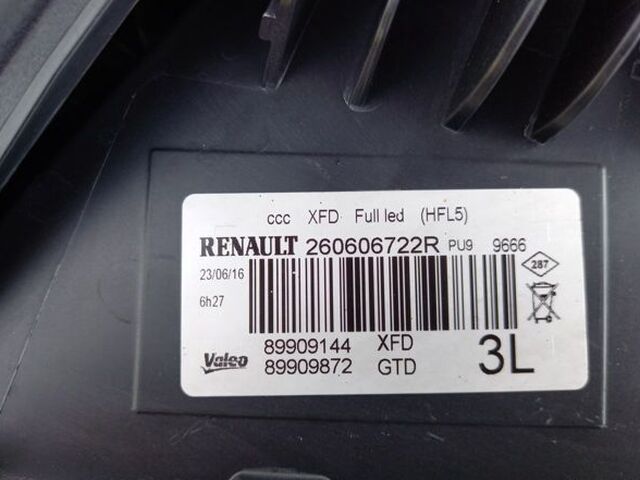 ccc XFD Full led (HFL5)
RENAULT 260606722R PU9 9666
23/06/16
287
6h27
89909144 XFD
Valeo 89909872 GTD 3L